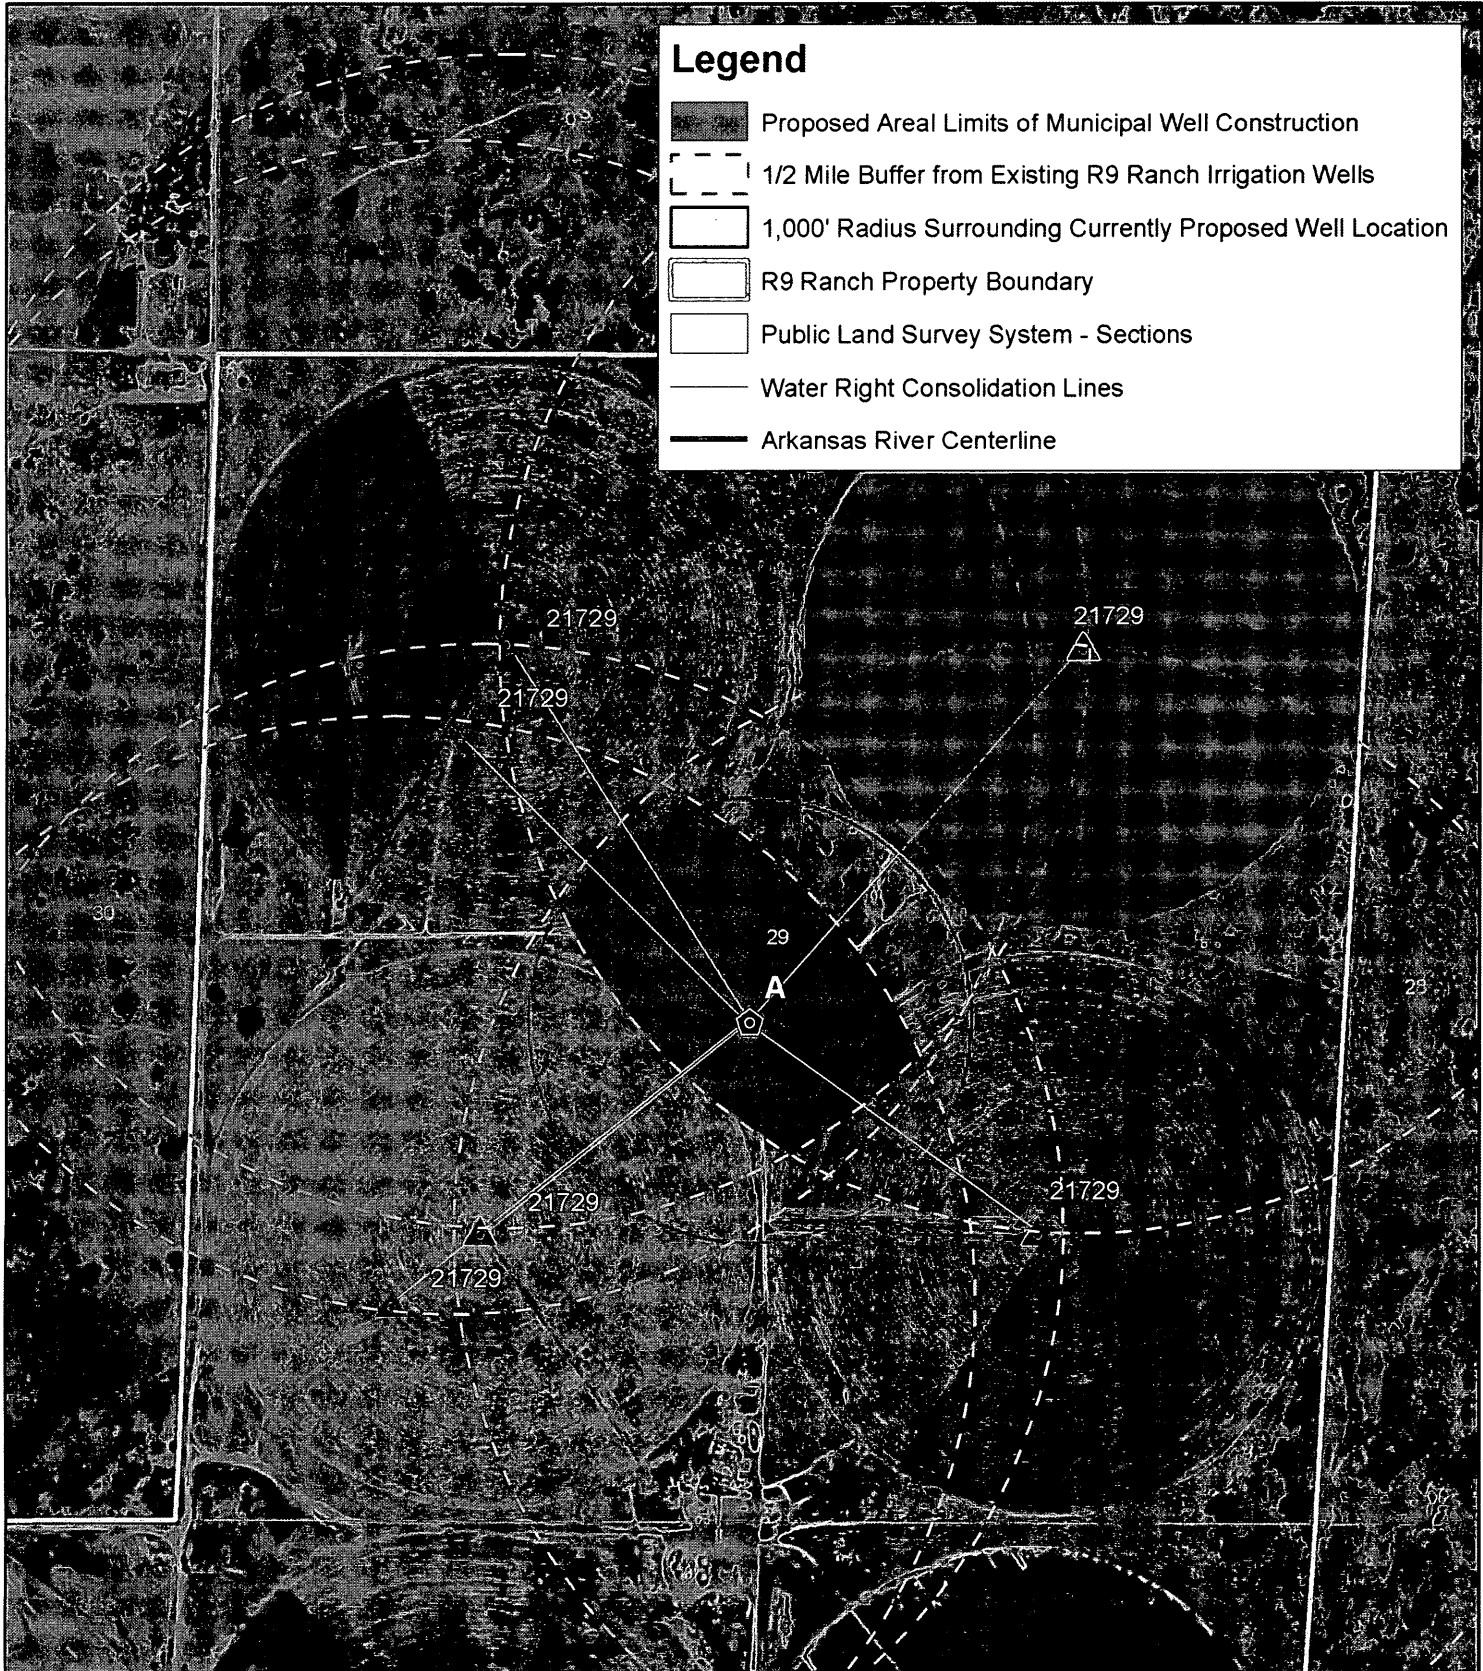 Legend
Proposed Areal Limits of Municipal Well Construction
1/2 Mile Buffer from Existing R9 Ranch Irrigation Wells
1,000' Radius Surrounding Currently Proposed Well Location
R9 Ranch Property Boundary
Public Land Survey System - Sections
Water Right Consolidation Lines
Arkansas River Centerline
21729
21729
21729
30
29
28
A
21729
21729
21729